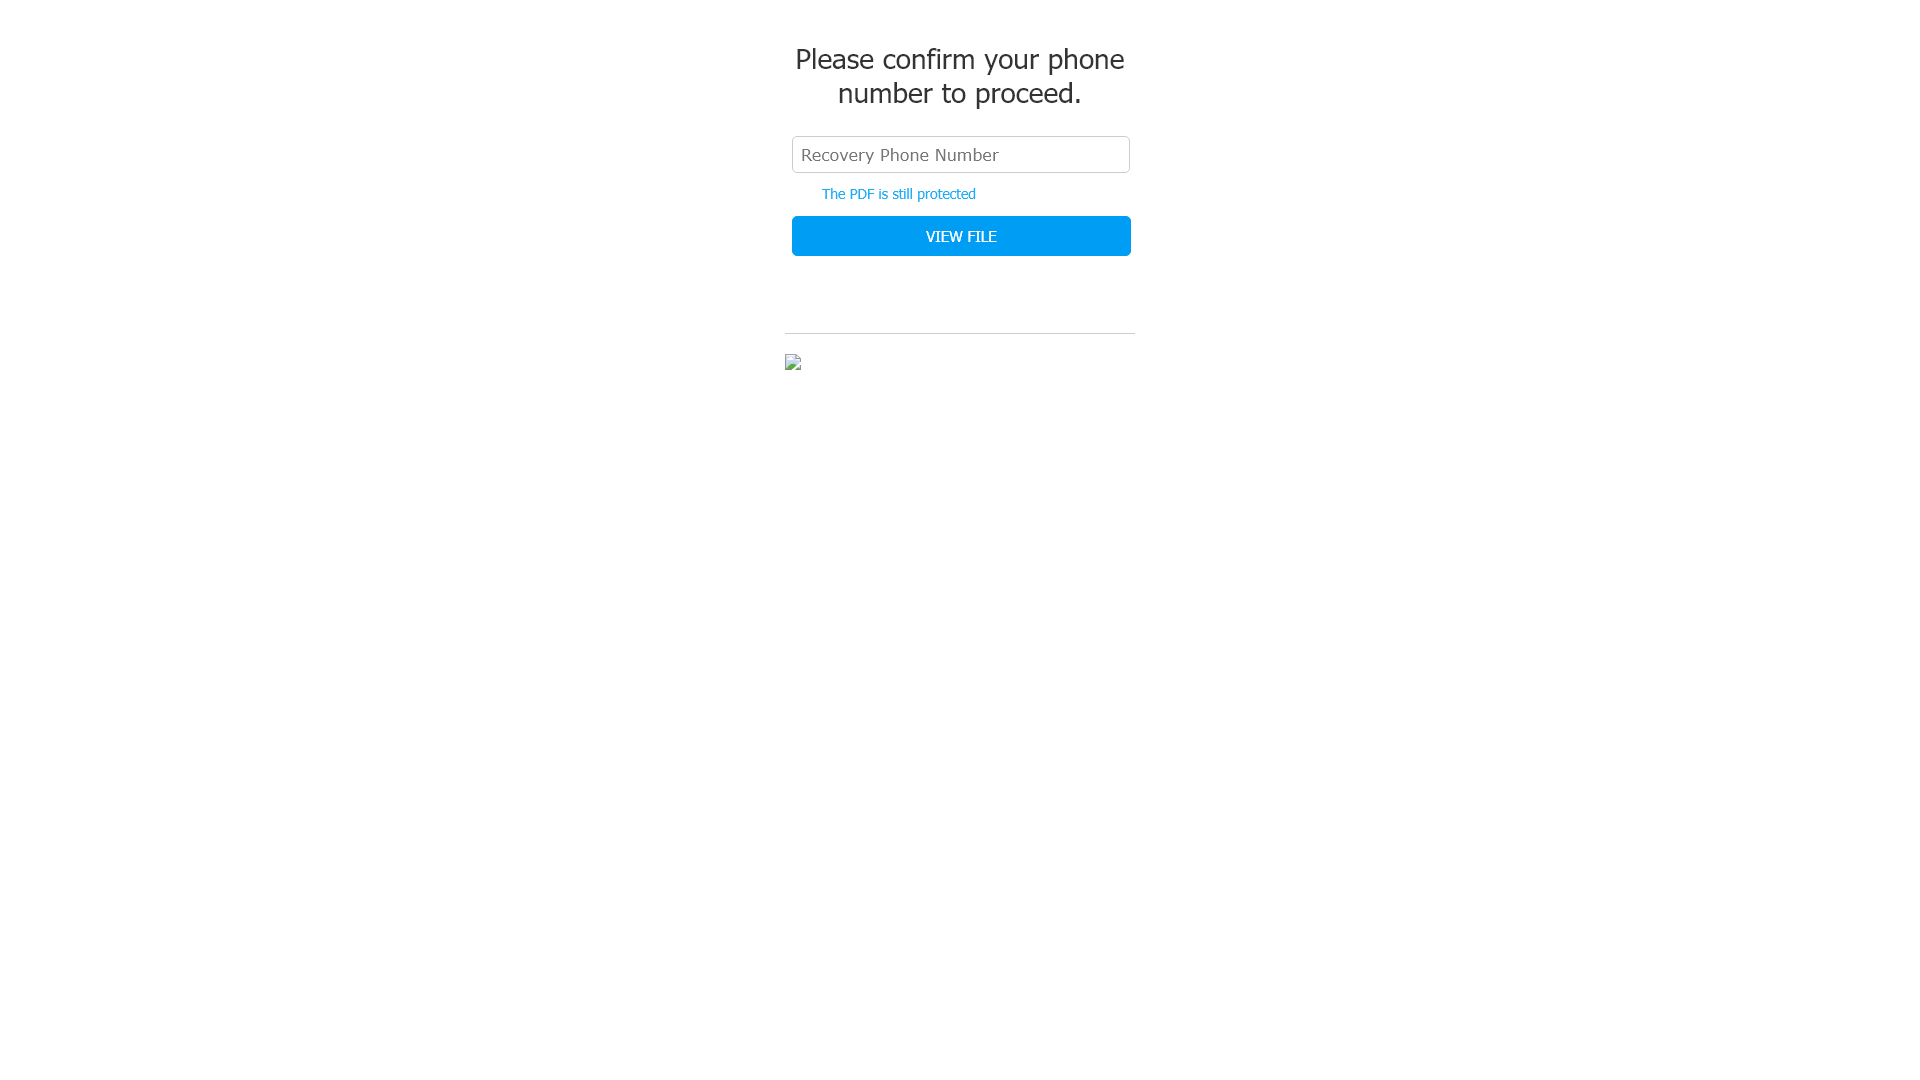 Please confirm your phone
number to proceed.
Recovery Phone Number
The PDF is still protected
VIEW FILE